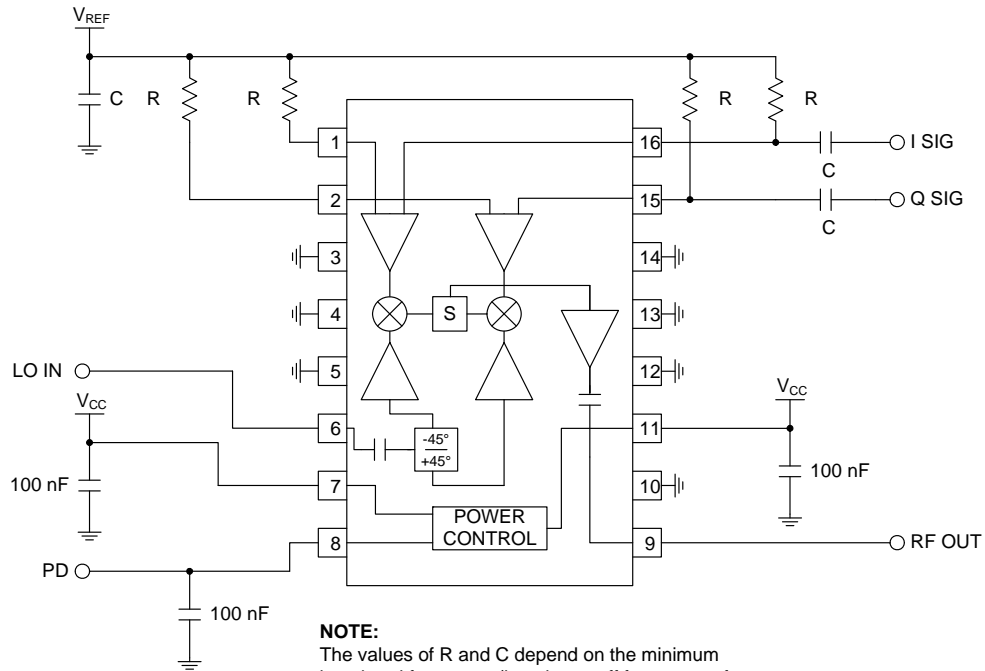 VREF
C R R R R
1 16 I SIG
C
2 15 Q SIG
C
3 14
4 S 13
LO IN 5 12
VCC VCC
6 -45° 11
+45°
100 nF 7 10 100 nF
POWER
CONTROL
PD 8 9 RF OUT
100 nF
NOTE:
The values of R and C depend on the minimum